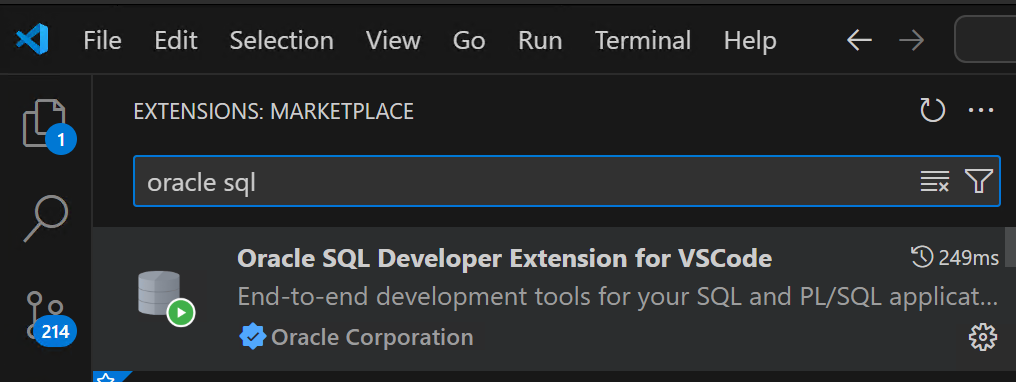 File Edit Selection View Go Run Terminal Help
EXTENSIONS: MARKETPLACE
1
oracle sql
Oracle SQL Developer Extension for VSCode 249ms
End-to-end development tools for your SQL and PL/SQL applicat...
214
Oracle Corporation